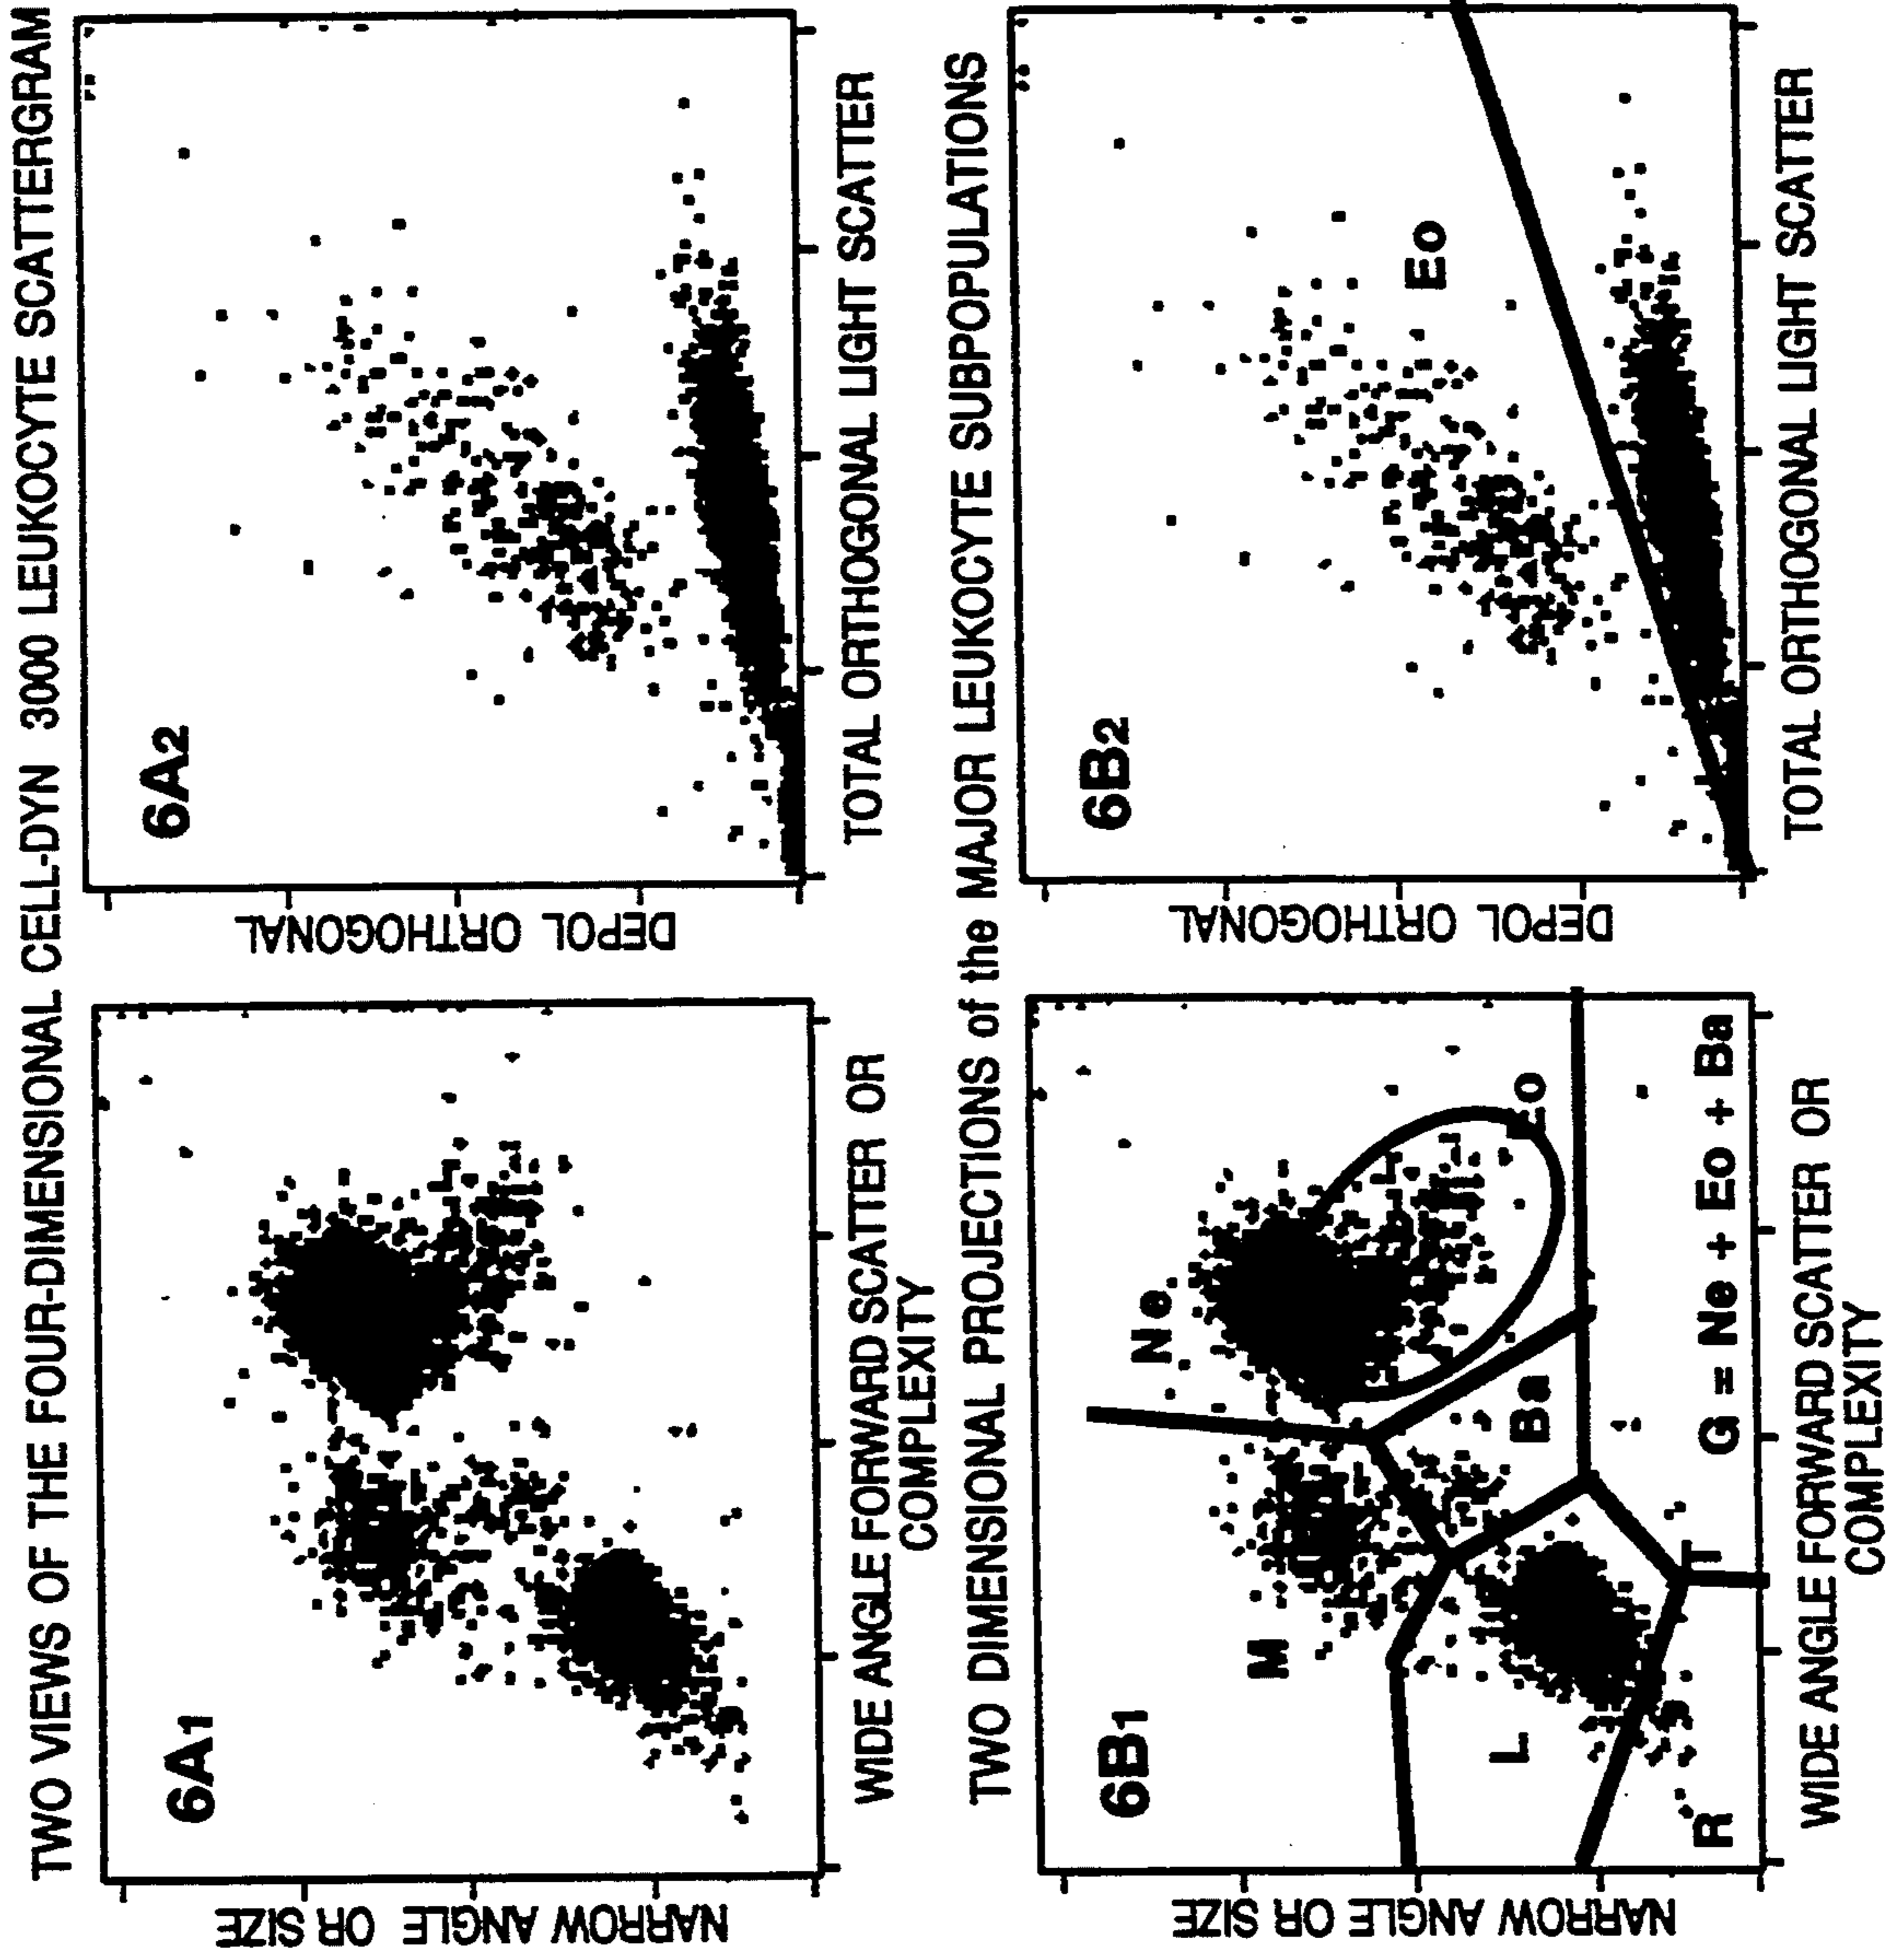 TWO VIEWS OF THE FOUR-DIMENSIONAL CELL-DYN 3000 LEUKOCYTE SCATTERGRAM
6A1
NARROW ANGLE OR SIZE
WIDE ANGLE FORWARD SCATTER OR
COMPLEXITY
6A2
DEPOL ORTHOGONAL
TOTAL ORTHOGONAL LIGHT SCATTER
TWO DIMENSIONAL PROJECTIONS of the MAJOR LEUKOCYTE SUBPOPULATIONS
6B1
Ne
M
Eo
Ba
L
T
R
G = Ne + Eo + Ba
NARROW ANGLE OR SIZE
WIDE ANGLE FORWARD SCATTER OR
COMPLEXITY
6B2
Eo
DEPOL ORTHOGONAL
TOTAL ORTHOGONAL LIGHT SCATTER